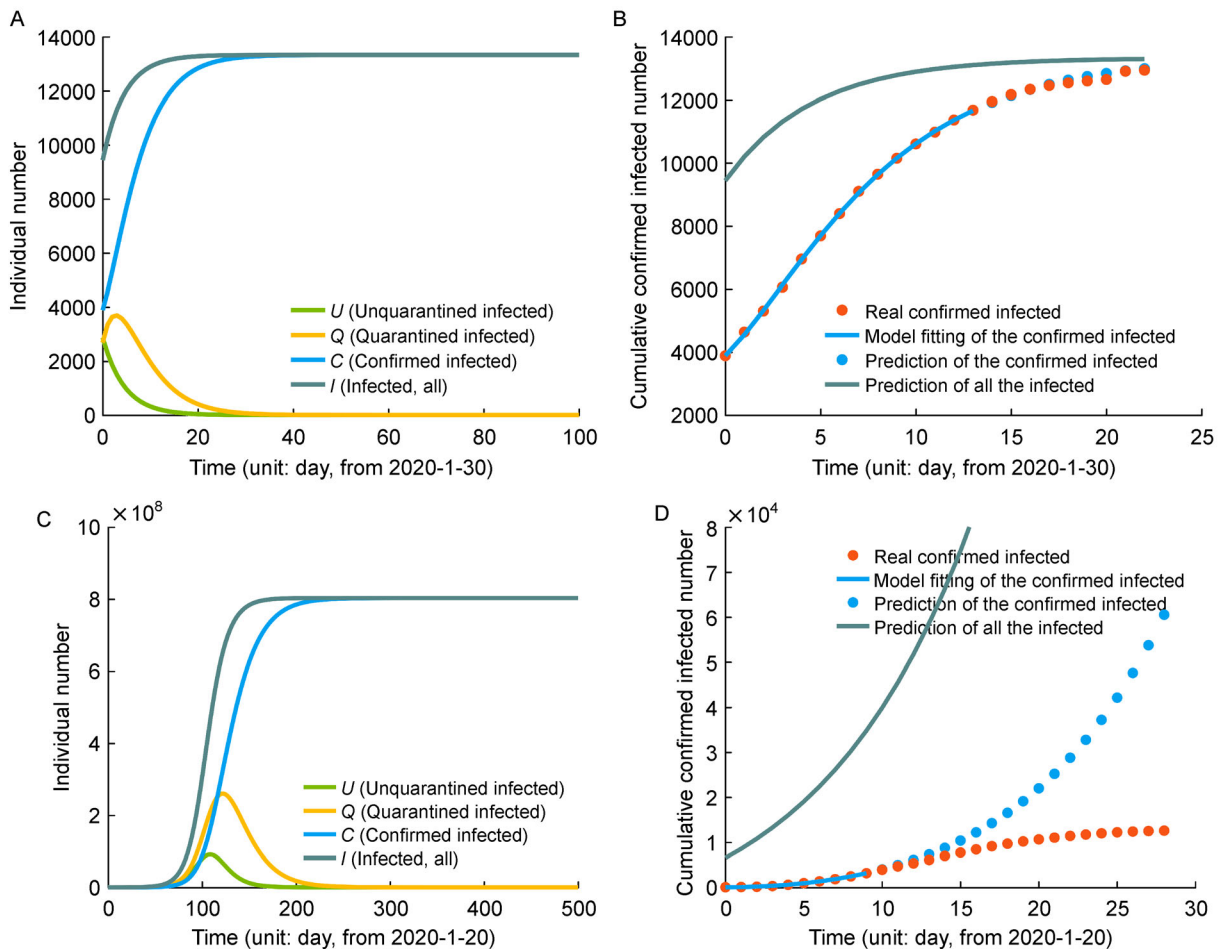 A
Individual number
14000
12000
10000
8000
6000
4000
2000
0
U (Unquarantined infected)
Q (Quarantined infected)
C (Confirmed infected)
I (Infected, all)
0 20 40 60 80 100
Time (unit: day, from 2020-1-30)
B
Cumulative confirmed infected number
14000
12000
10000
8000
6000
4000
2000
Real confirmed infected
Model fitting of the confirmed infected
Prediction of the confirmed infected
Prediction of all the infected
0 5 10 15 20 25
Time (unit: day, from 2020-1-30)
C
×10⁸
Individual number
10
8
6
4
2
0
U (Unquarantined infected)
Q (Quarantined infected)
C (Confirmed infected)
I (Infected, all)
0 100 200 300 400 500
Time (unit: day, from 2020-1-20)
D
×10⁴
Cumulative confirmed infected number
8
7
6
5
4
3
2
1
0
Real confirmed infected
Model fitting of the confirmed infected
Prediction of the confirmed infected
Prediction of all the infected
0 5 10 15 20 25 30
Time (unit: day, from 2020-1-20)